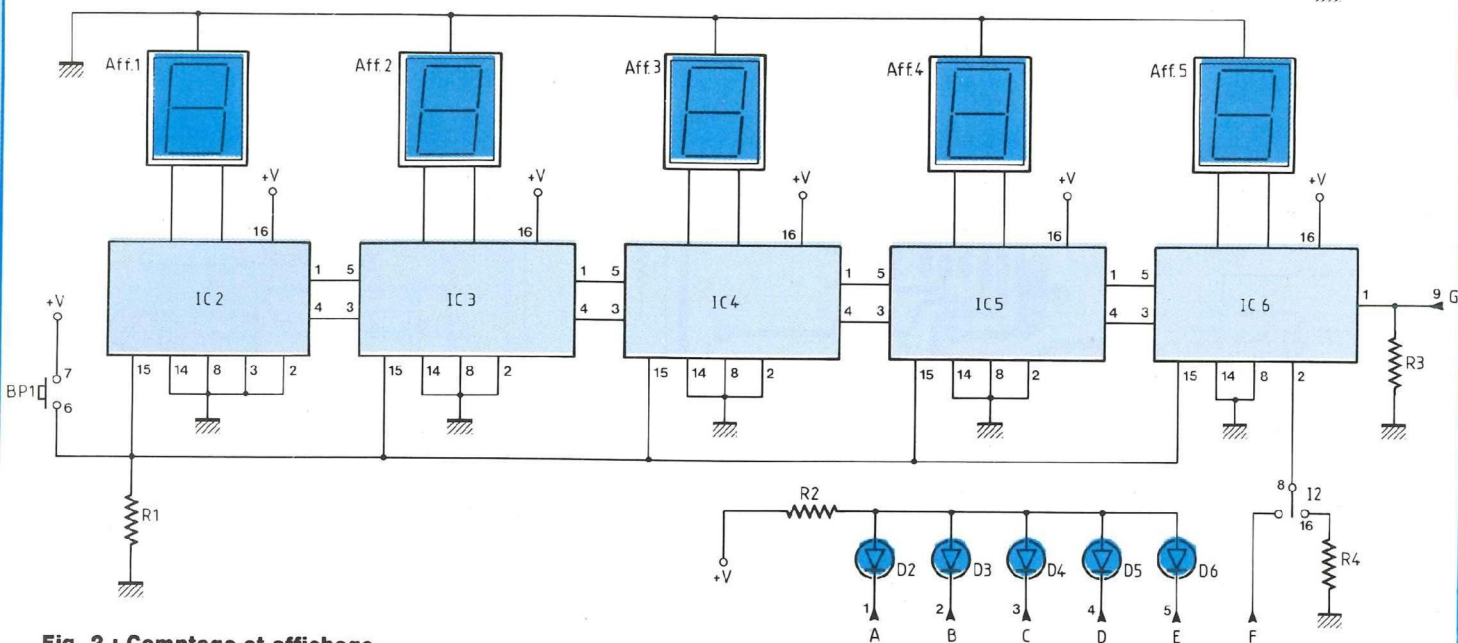 Aff.1
Aff.2
Aff.3
Aff.4
Aff.5
+V
+V
+V
+V
+V
16
16
16
16
16
IC2
IC3
IC4
IC5
IC6
1 5
4 3
1 5
4 3
1 5
4 3
1 5
4 3
1
9 G
R3
+V
7
BP1
6
15 14 8 3 2
15 14 8 2
15 14 8 2
15 14 8 2
15 14 8 2
R1
R2
+V
D2
D3
D4
D5
D6
8 I2
16
R4
1 2 3 4 5
A B C D E F
Fig. 2 : Comptage et affichage